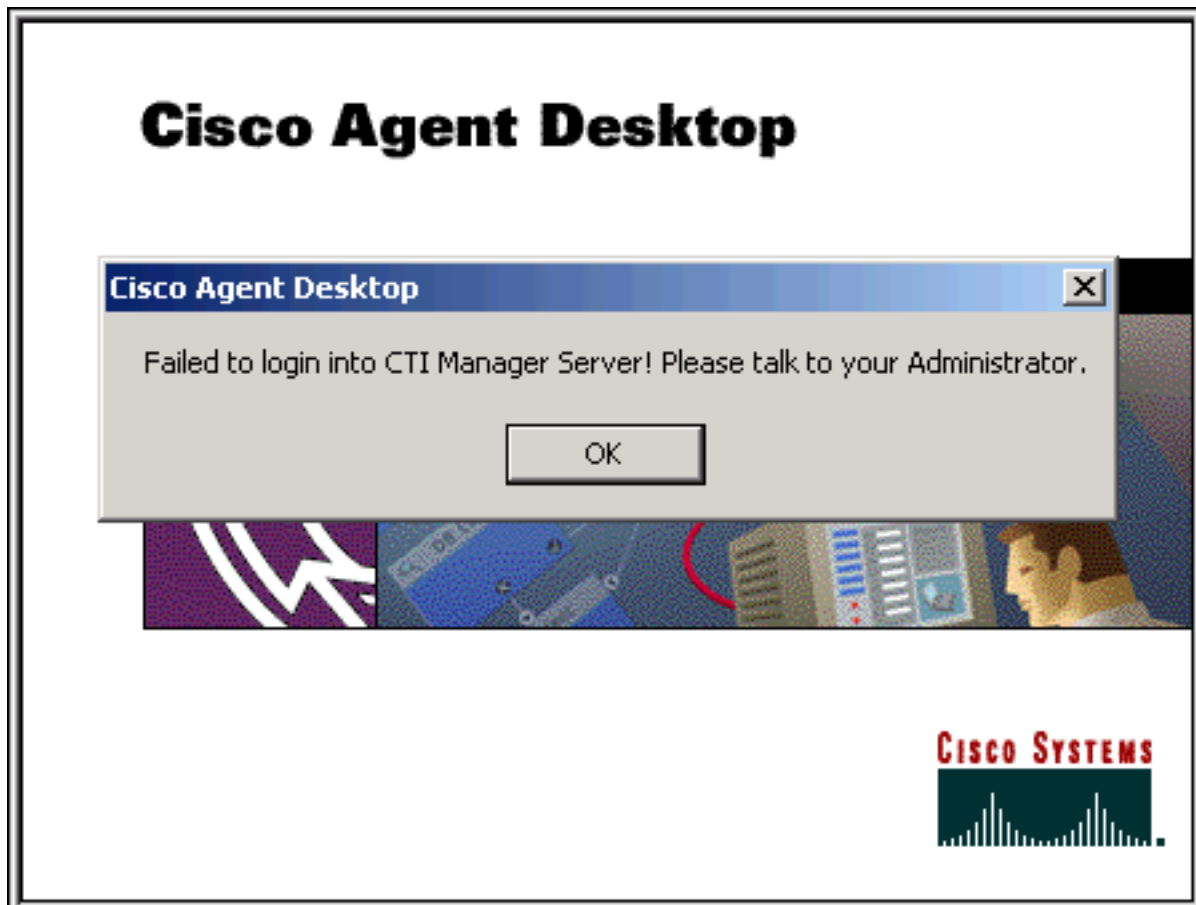 Cisco Agent Desktop
Cisco Agent Desktop
Failed to login into CTI Manager Server! Please talk to your Administrator.
OK
CISCO SYSTEMS